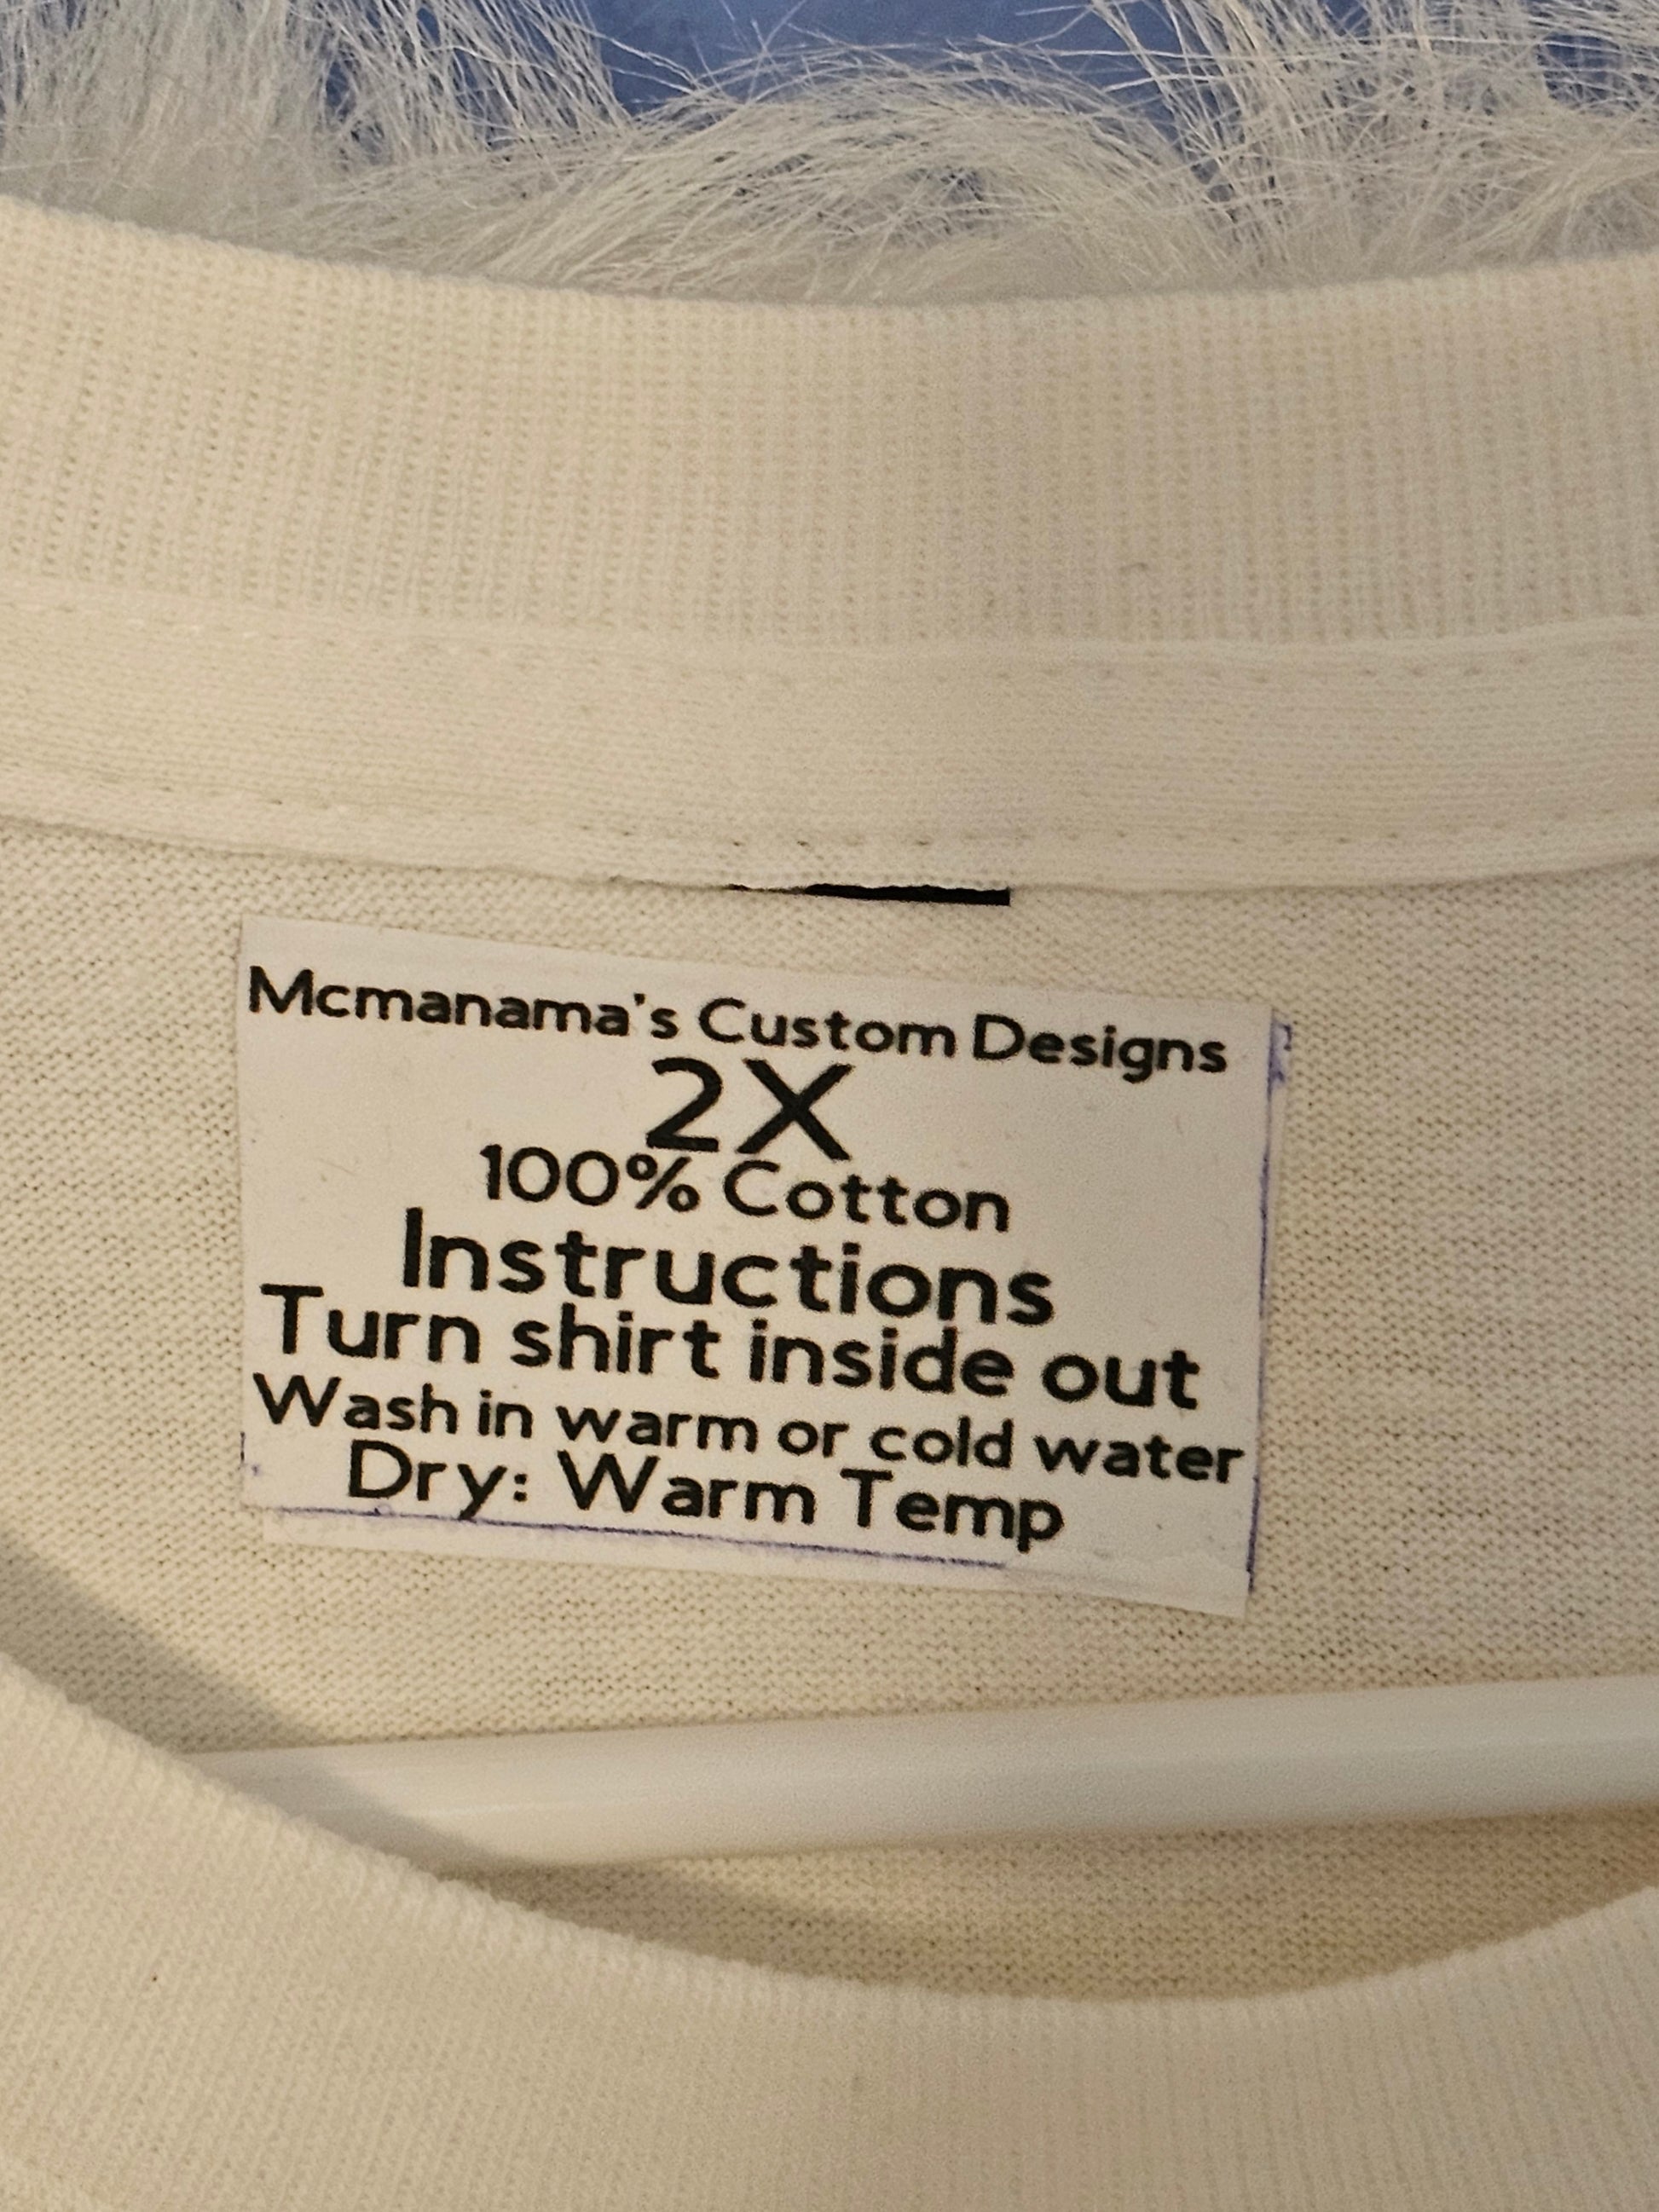 Mcmanama's Custom Designs
2X
100% Cotton
Instructions
Turn shirt inside out
Wash in warm or cold water
Dry: Warm Temp